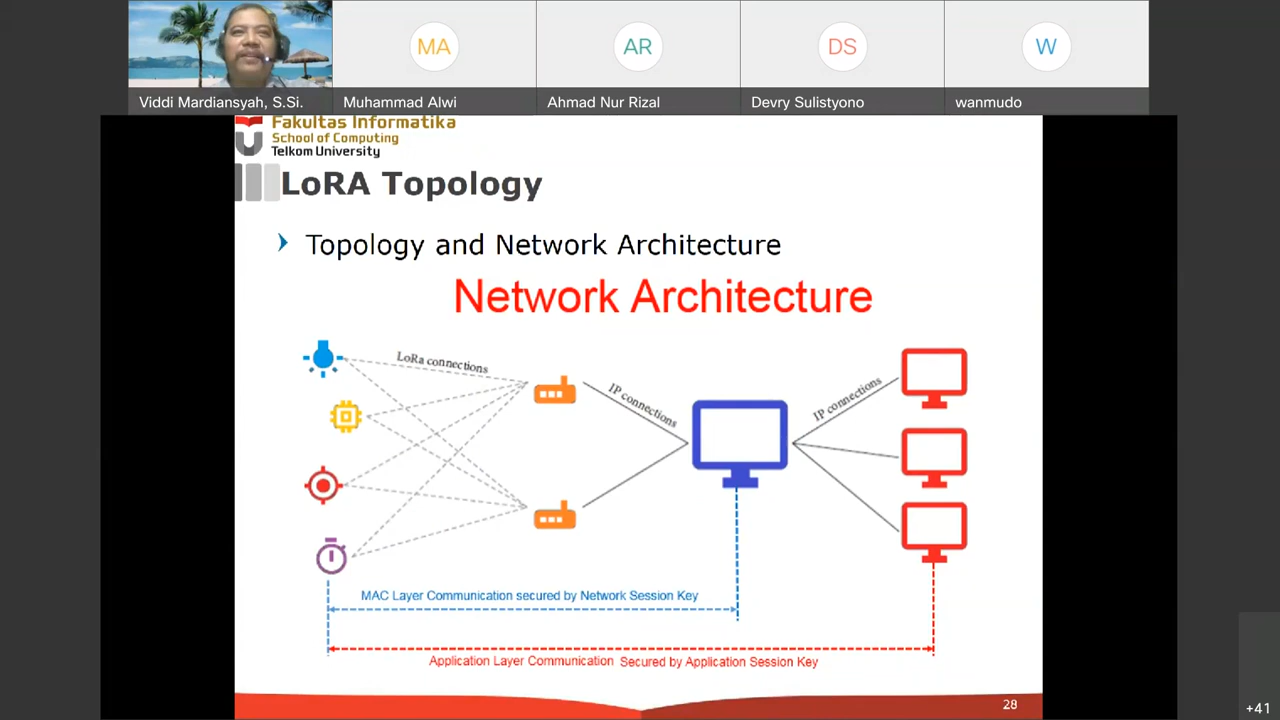 MA
AR
DS
W
Viddi Mardiansyah, S.Si.
Muhammad Alwi
Ahmad Nur Rizal
Devry Sulistyono
wanmudo
Fakultas Informatika
School of Computing
Telkom University
LoRA Topology
Topology and Network Architecture
Network Architecture
LoRa connections
IP connections
IP connections
MAC Layer Communication secured by Network Session Key
Application Layer Communication Secured by Application Session Key
28
+41